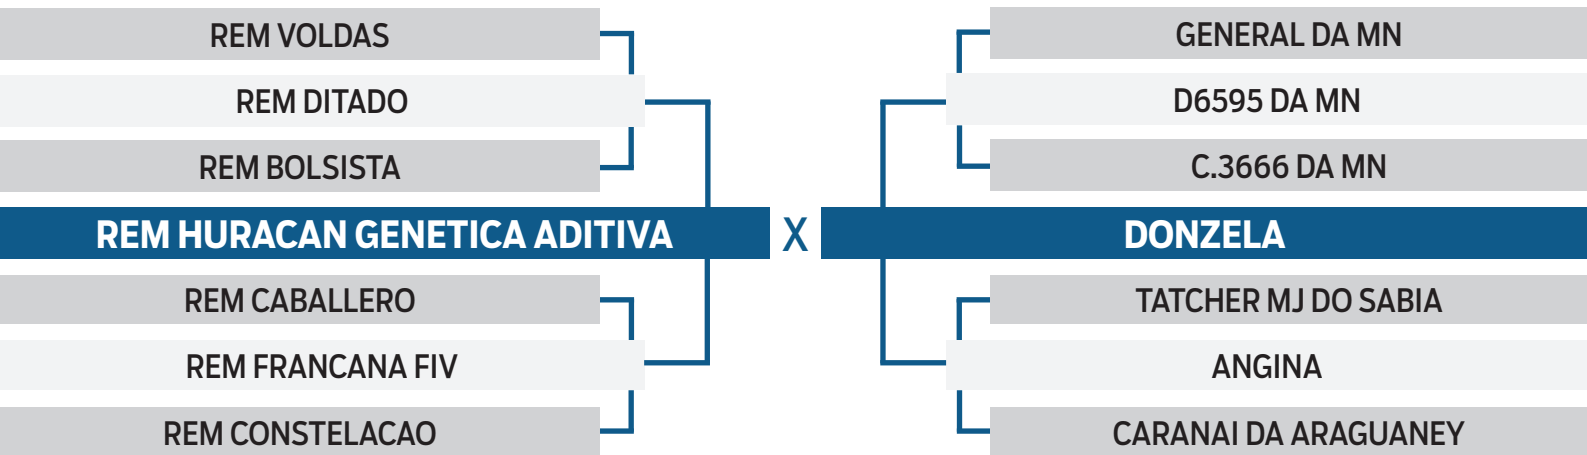 REM VOLDAS
REM DITADO
REM BOLSISTA
REM HURACAN GENETICA ADITIVA
REM CABALLERO
REM FRANCANA FIV
REM CONSTELACAO
X
GENERAL DA MN
D6595 DA MN
C.3666 DA MN
DONZELA
TATCHER MJ DO SABIA
ANGINA
CARANAI DA ARAGUANEY